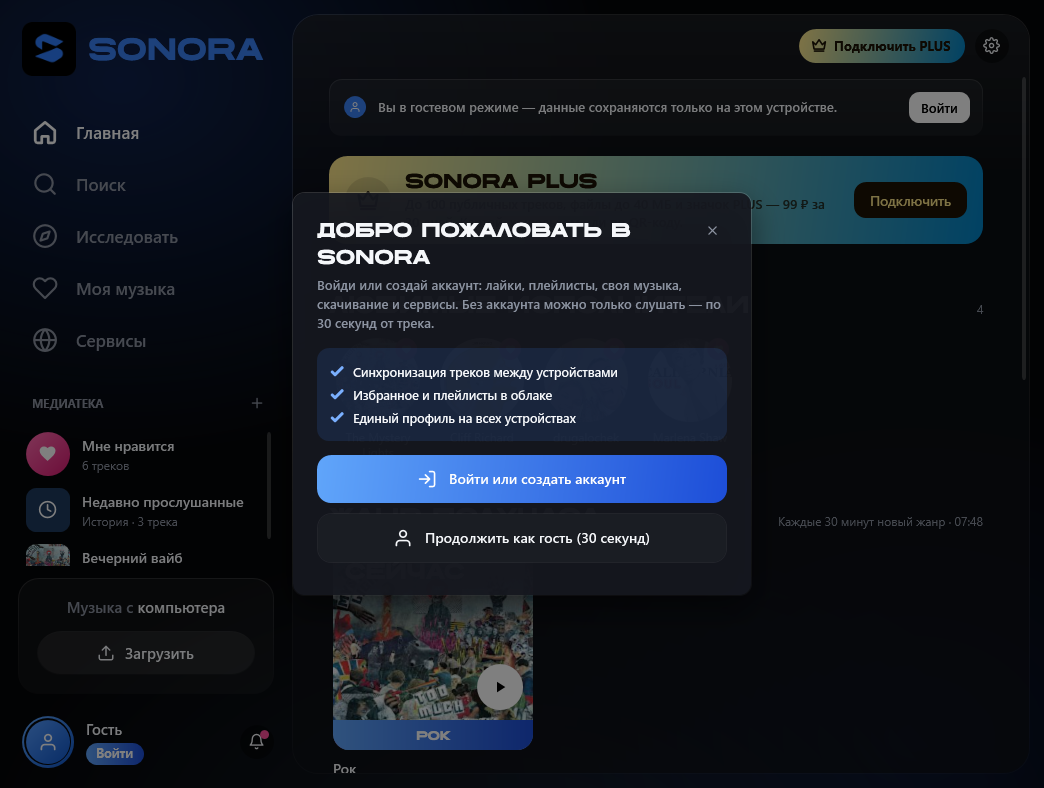 SONORA
Главная
Поиск
Исследовать
Моя музыка
Сервисы
МЕДИАТЕКА
Мне нравится
6 треков
Недавно прослушанные
История · 3 трека
Вечерний вайб
Музыка с компьютера
Загрузить
Гость
Войти
Подключить PLUS
Вы в гостевом режиме — данные сохраняются только на этом устройстве.
Войти
SONORA PLUS
— 99 ₽ за
Подключить
4
ДОБРО ПОЖАЛОВАТЬ В
SONORA
Войди или создай аккаунт: лайки, плейлисты, своя музыка,
скачивание и сервисы. Без аккаунта можно только слушать — по
30 секунд от трека.
Синхронизация треков между устройствами
Избранное и плейлисты в облаке
Единый профиль на всех устройствах
Войти или создать аккаунт
Продолжить как гость (30 секунд)
Каждые 30 минут новый жанр · 07:48
TOO
MUCH
РОК
Рок